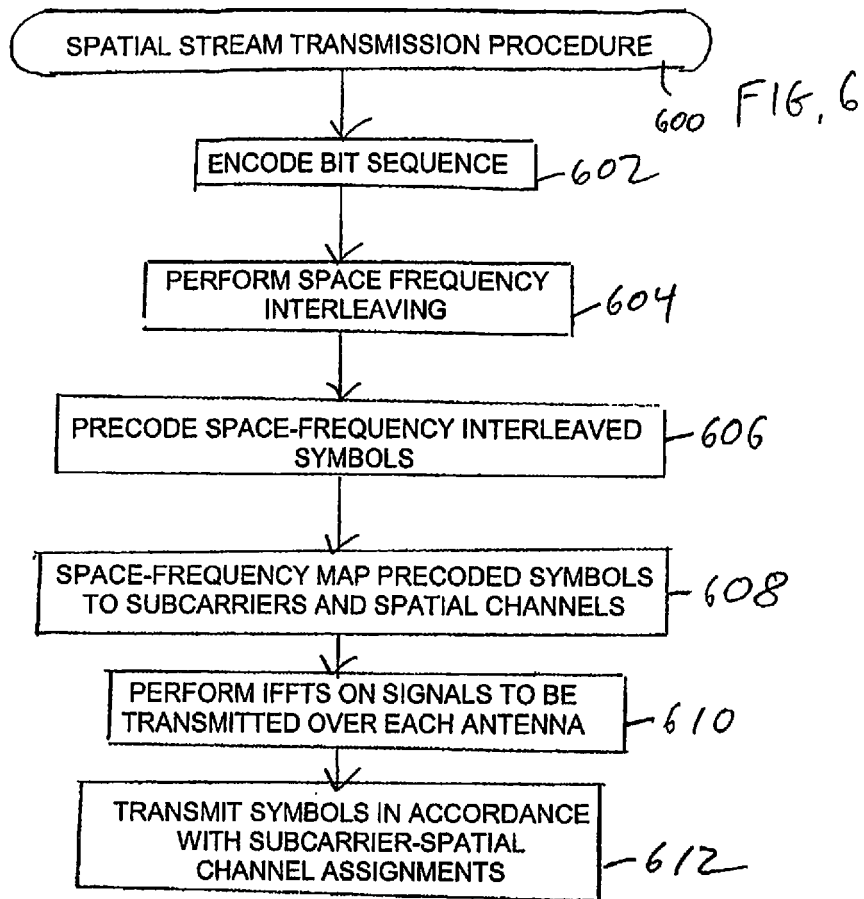 SPATIAL STREAM TRANSMISSION PROCEDURE
600 FIG. 6
ENCODE BIT SEQUENCE
602
PERFORM SPACE FREQUENCY
INTERLEAVING
604
PRECODE SPACE-FREQUENCY INTERLEAVED
SYMBOLS
606
SPACE-FREQUENCY MAP PRECODED SYMBOLS
TO SUBCARRIERS AND SPATIAL CHANNELS
608
PERFORM IFFTS ON SIGNALS TO BE
TRANSMITTED OVER EACH ANTENNA
610
TRANSMIT SYMBOLS IN ACCORDANCE
WITH SUBCARRIER-SPATIAL
CHANNEL ASSIGNMENTS
612